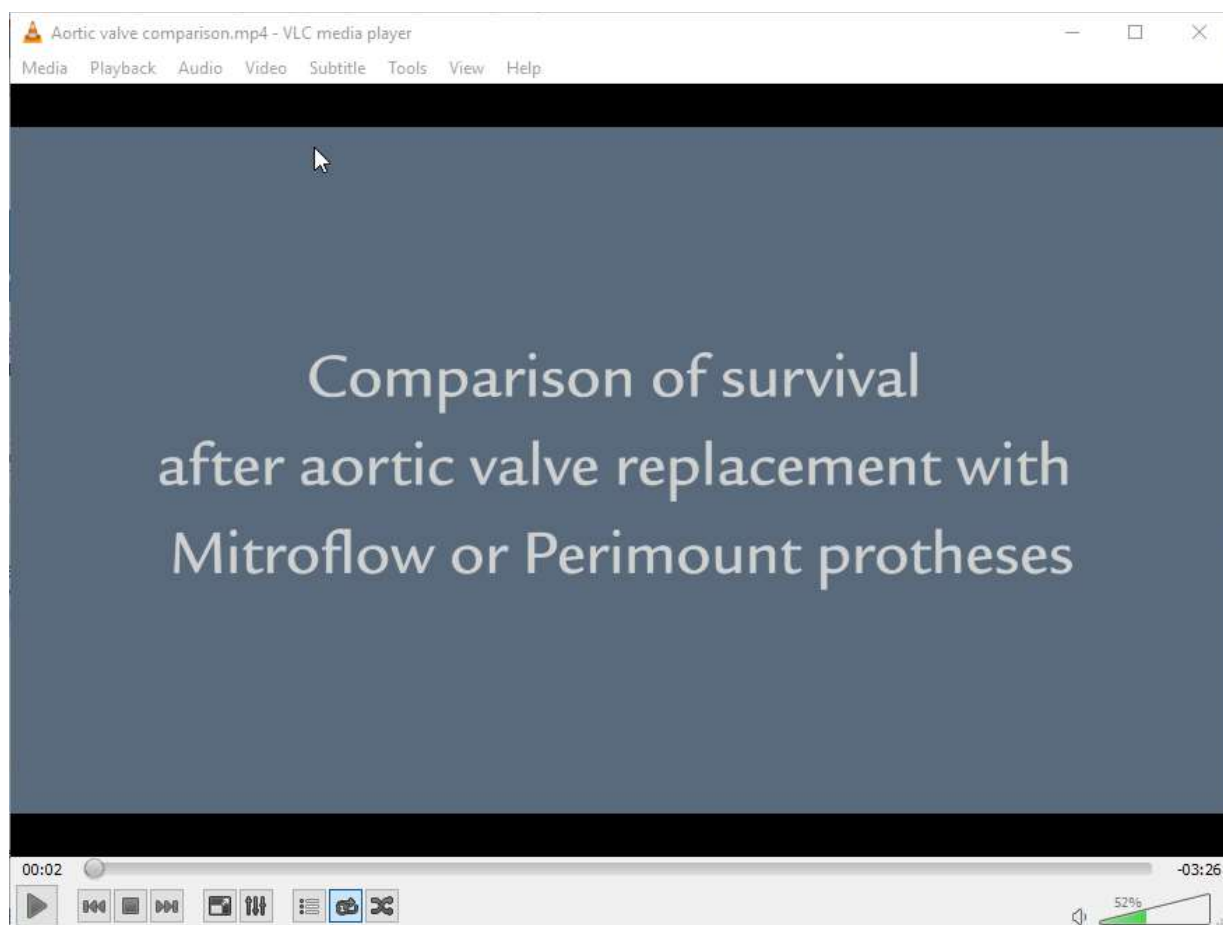 Aortic valve comparison.mp4 - VLC media player
Media Playback Audio Video Subtitle Tools View Help
Comparison of survival
after aortic valve replacement with
Mitroflow or Perimount protheses
00:02
-03:26
52%